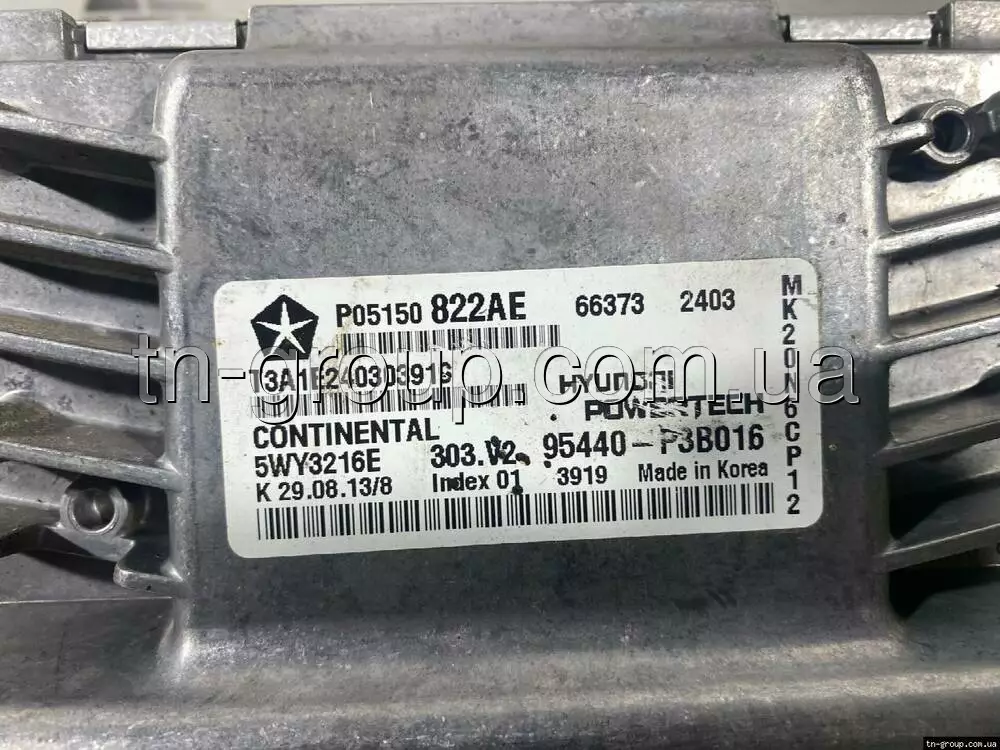 P05150 822AE 66373 2403
T3A1E24030391G
HYUNDAI
POWERTECH
CONTINENTAL
5WY3216E 303.V2. 95440-P3B016
K 29.08.13/8 Index 01 3919 Made in Korea
MK20N6CP12
tn-group.com.ua
tn-group.com.ua